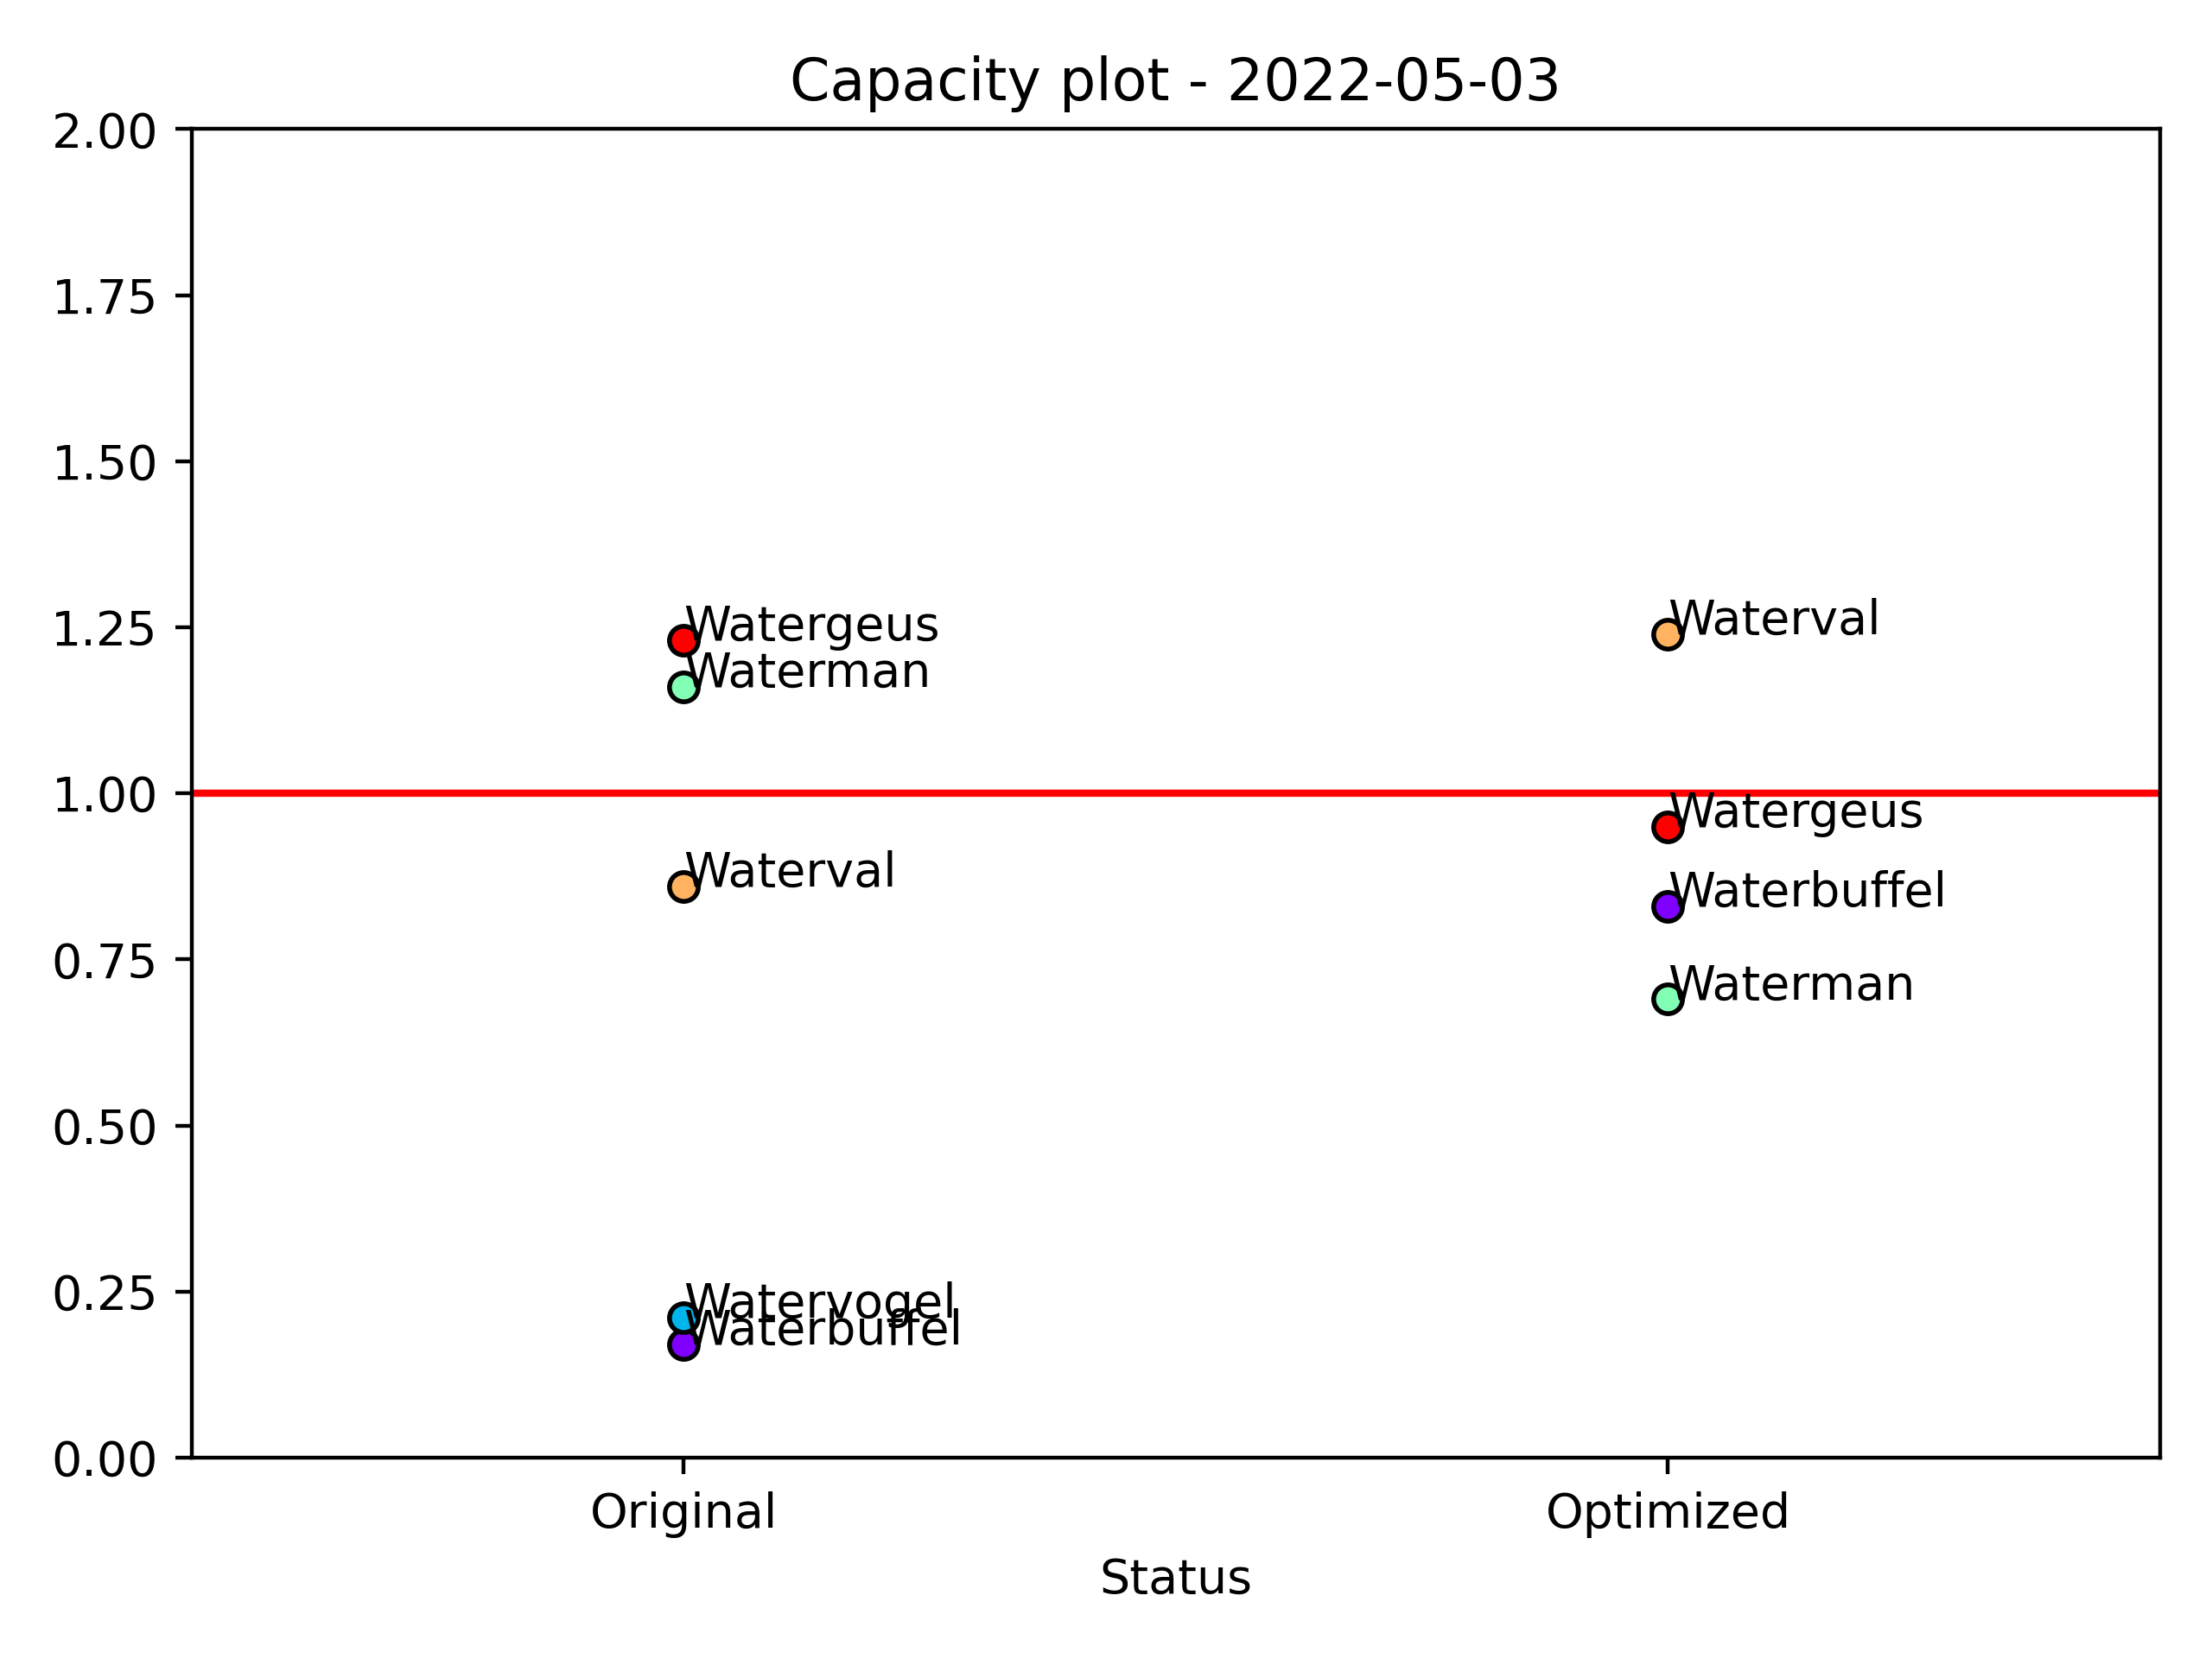 Capacity plot - 2022-05-03
2.00
1.75
1.50
1.25
1.00
0.75
0.50
0.25
0.00
Watergeus
Waterman
Waterval
Watervogel
Waterbuffel
Waterval
Watergeus
Waterbuffel
Waterman
Original
Optimized
Status